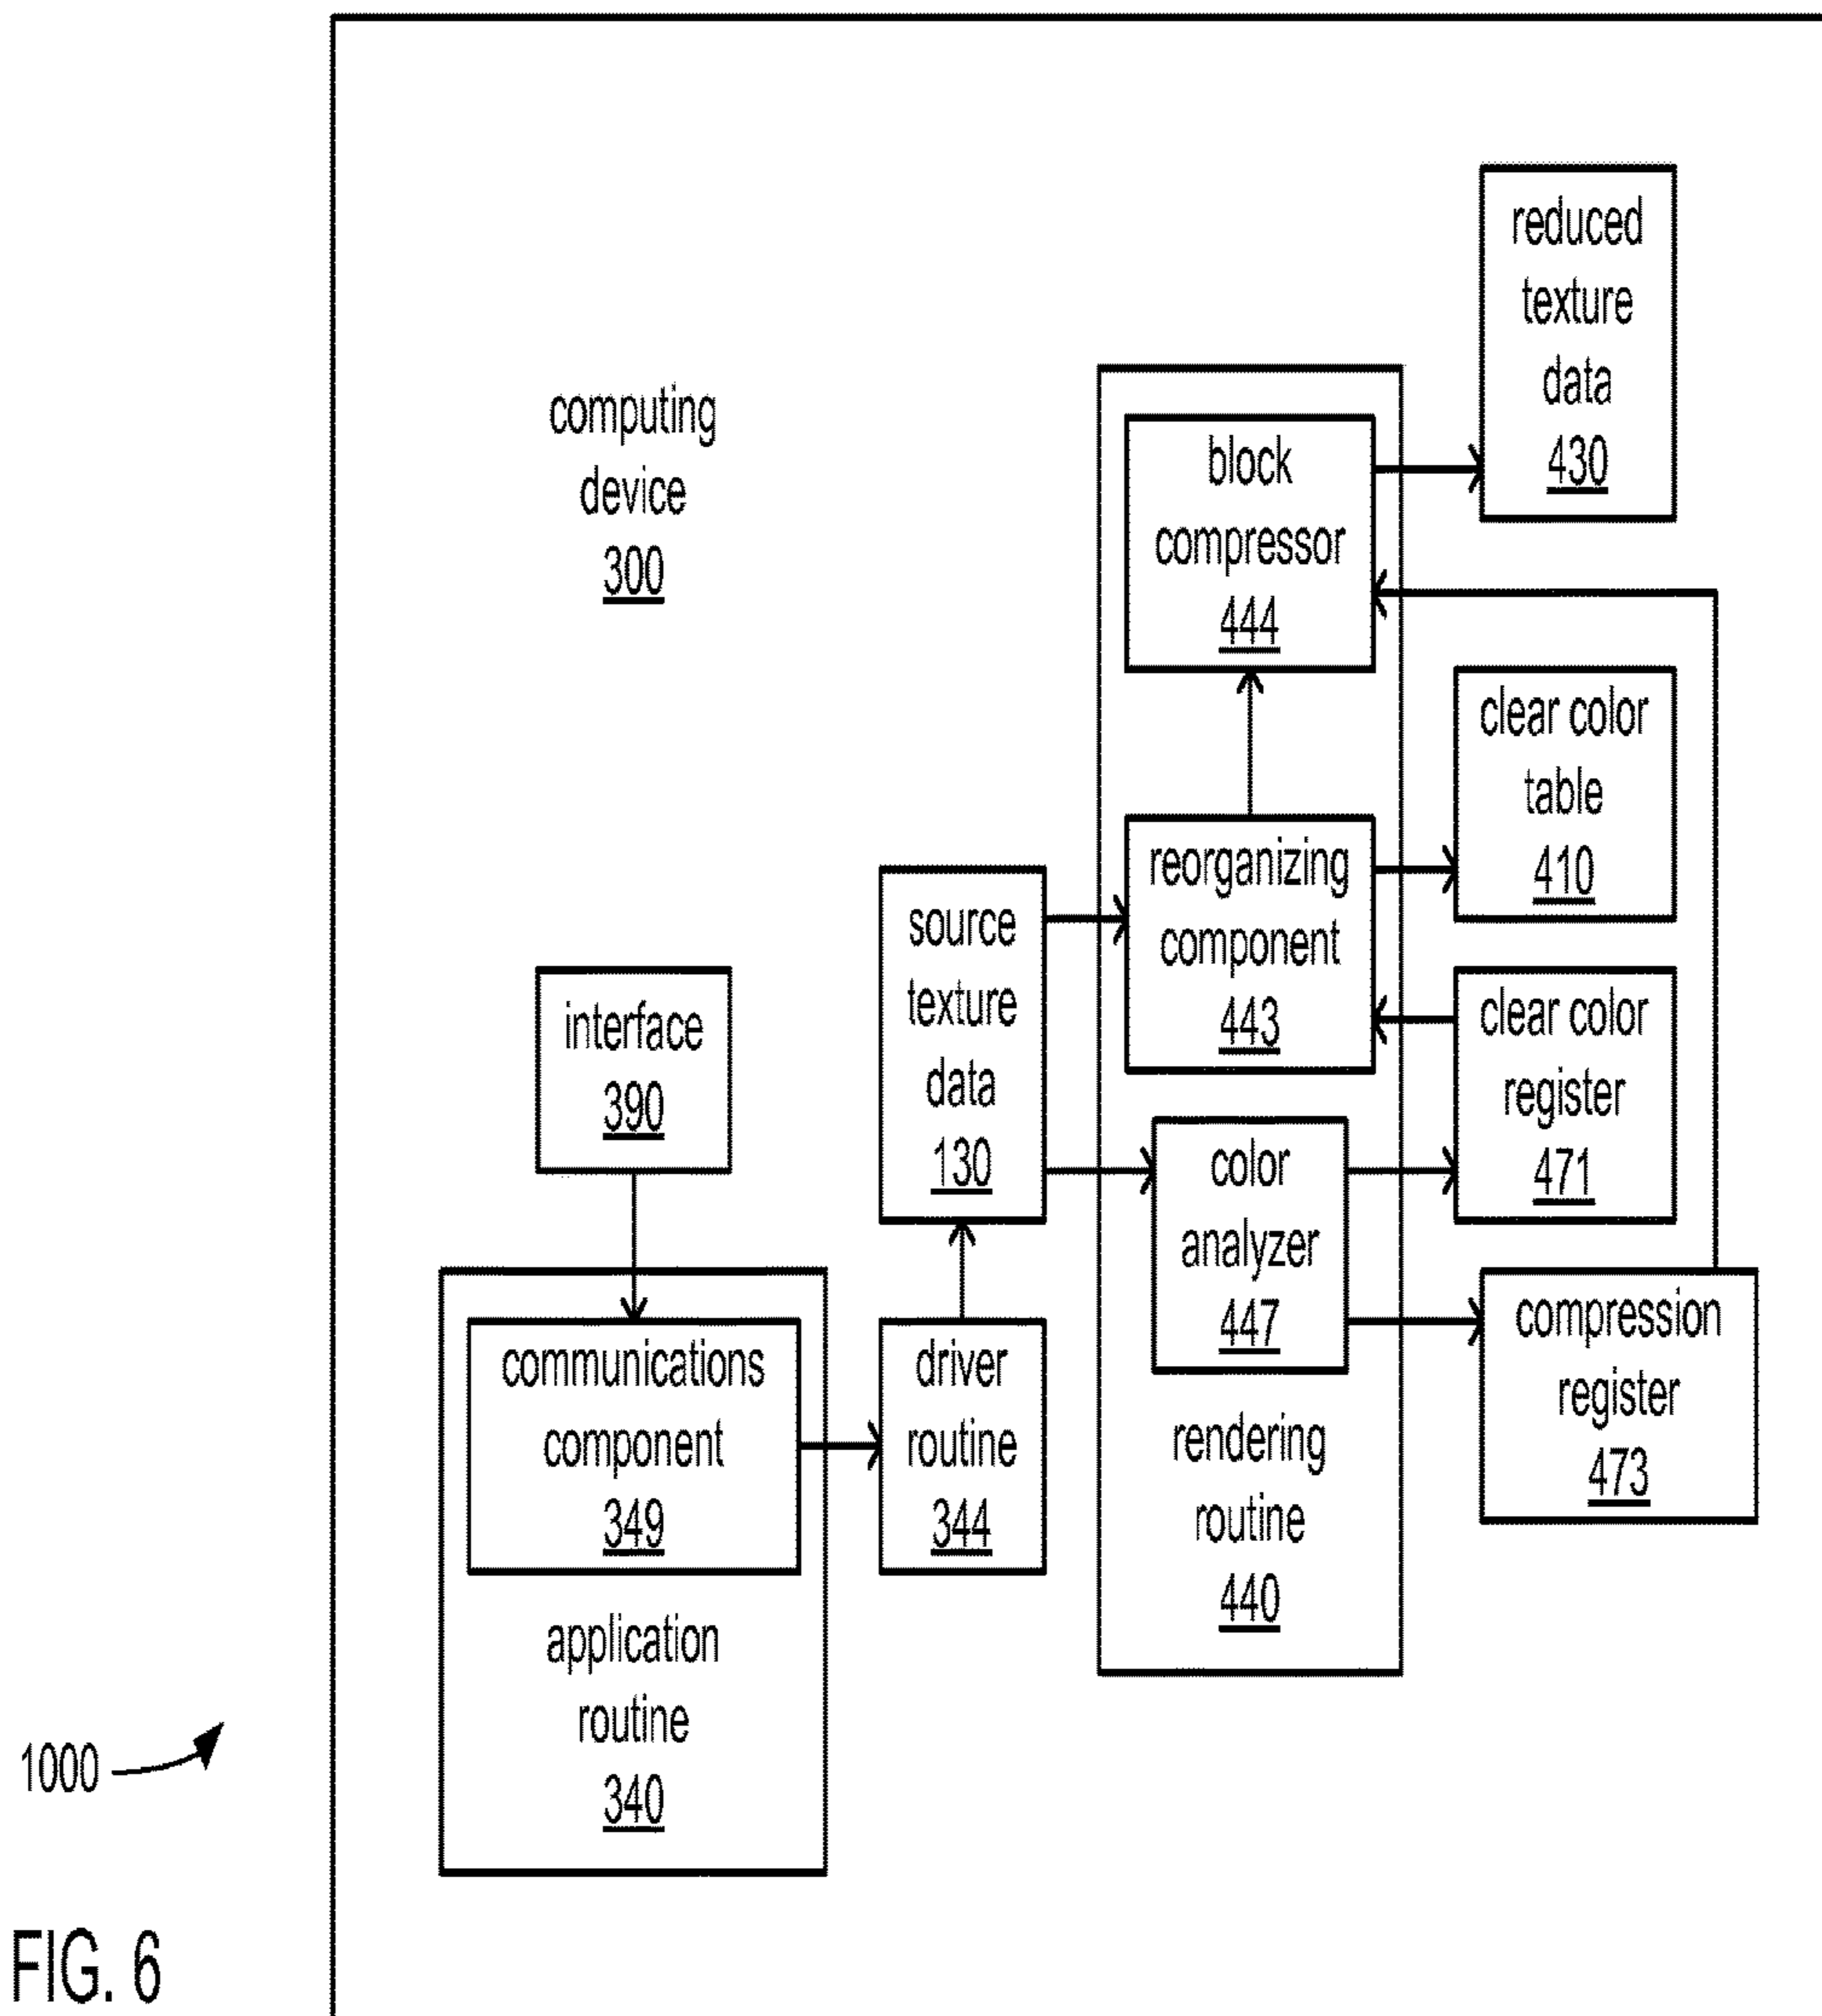 computing
device
300
reduced
texture
data
430
block
compressor
444
clear color
table
410
reorganizing
component
443
source
texture
data
130
clear color
register
471
interface
390
color
analyzer
447
compression
register
473
communications
component
349
driver
routine
344
rendering
routine
440
application
routine
340
1000
FIG. 6